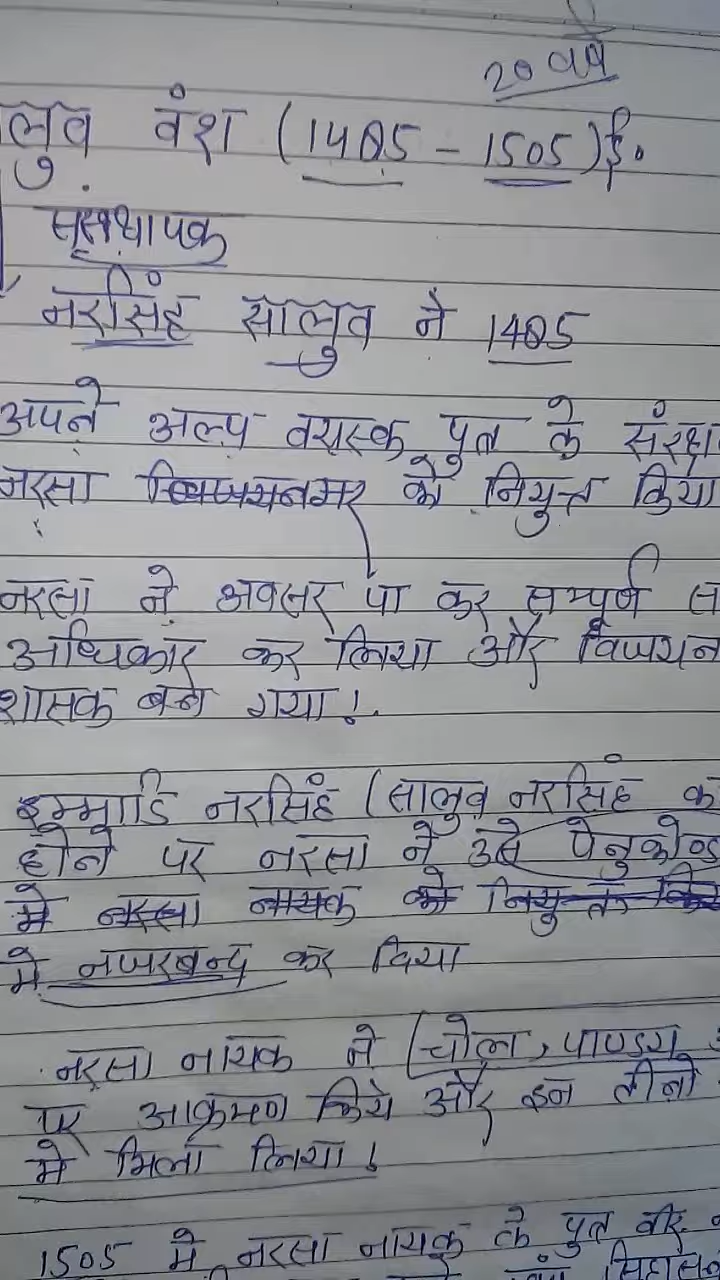 20 वर्ष
लुव वंश (1485 - 1505) ई०
संस्थापक
नरसिंह सालुव ने 1485
अपने अल्प वयस्क पुत्र के
नरसा विजयनगर को नियुक्त किया
नरसा ने अवसर पा कर सम्पूर्ण स
अधिकार कर लिया और विजयन
शासक बन गया!
इम्माडि नरसिंह (सालुव नरसिंह क
होने पर नरसा ने उसे पेनुकोण्ड
मे नरसा नायक को नियुक्त कि
मे नजरबन्द कर दिया
नरसा नायक ने (चोल, पाण्ड्य
पर आक्रमण किये और इन तीनो
मे मिला लिया!
1505 मे नरसा नायक के पुत्र वीर